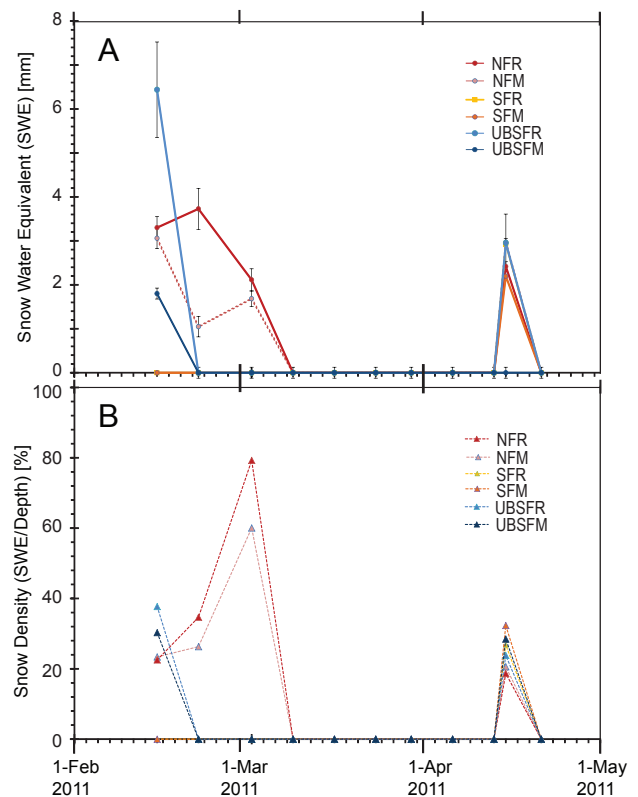 8
A
6
4
2
0
Snow Water Equivalent (SWE) [mm]
NFR
NFM
SFR
SFM
UBSFR
UBSFM
100
B
80
60
40
20
0
Snow Density (SWE/Depth) [%]
NFR
NFM
SFR
SFM
UBSFR
UBSFM
1-Feb 1-Mar 1-Apr 1-May
2011 2011 2011 2011